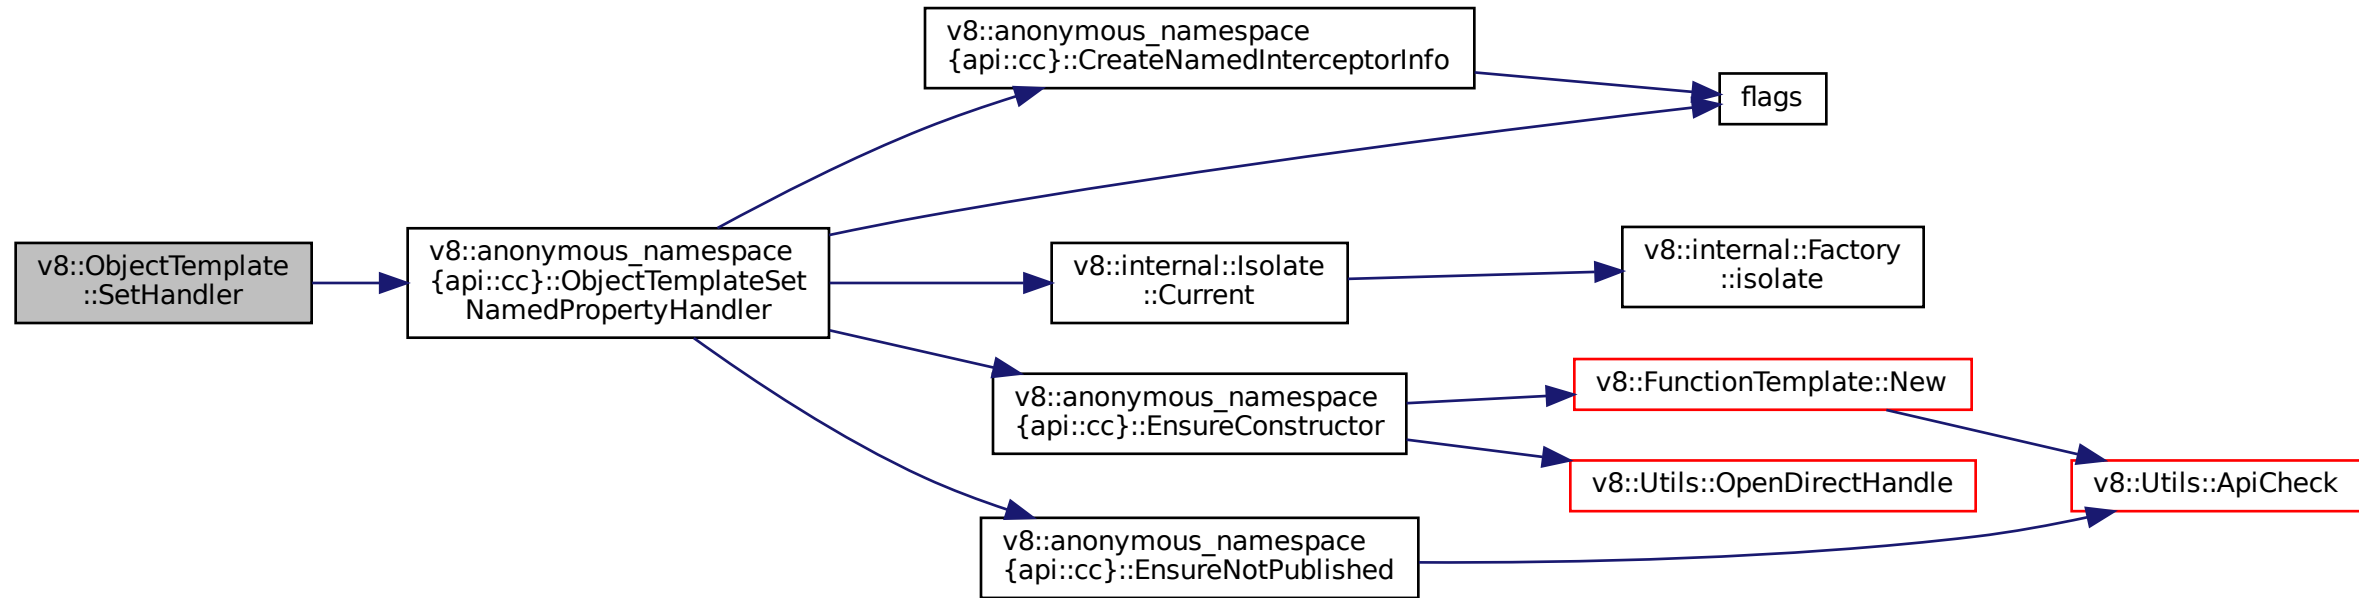 v8::ObjectTemplate
::SetHandler
v8::anonymous_namespace
{api::cc}::ObjectTemplateSet
NamedPropertyHandler
v8::anonymous_namespace
{api::cc}::CreateNamedInterceptorInfo
flags
v8::internal::Isolate
::Current
v8::internal::Factory
::isolate
v8::anonymous_namespace
{api::cc}::EnsureConstructor
v8::FunctionTemplate::New
v8::Utils::OpenDirectHandle
v8::Utils::ApiCheck
v8::anonymous_namespace
{api::cc}::EnsureNotPublished